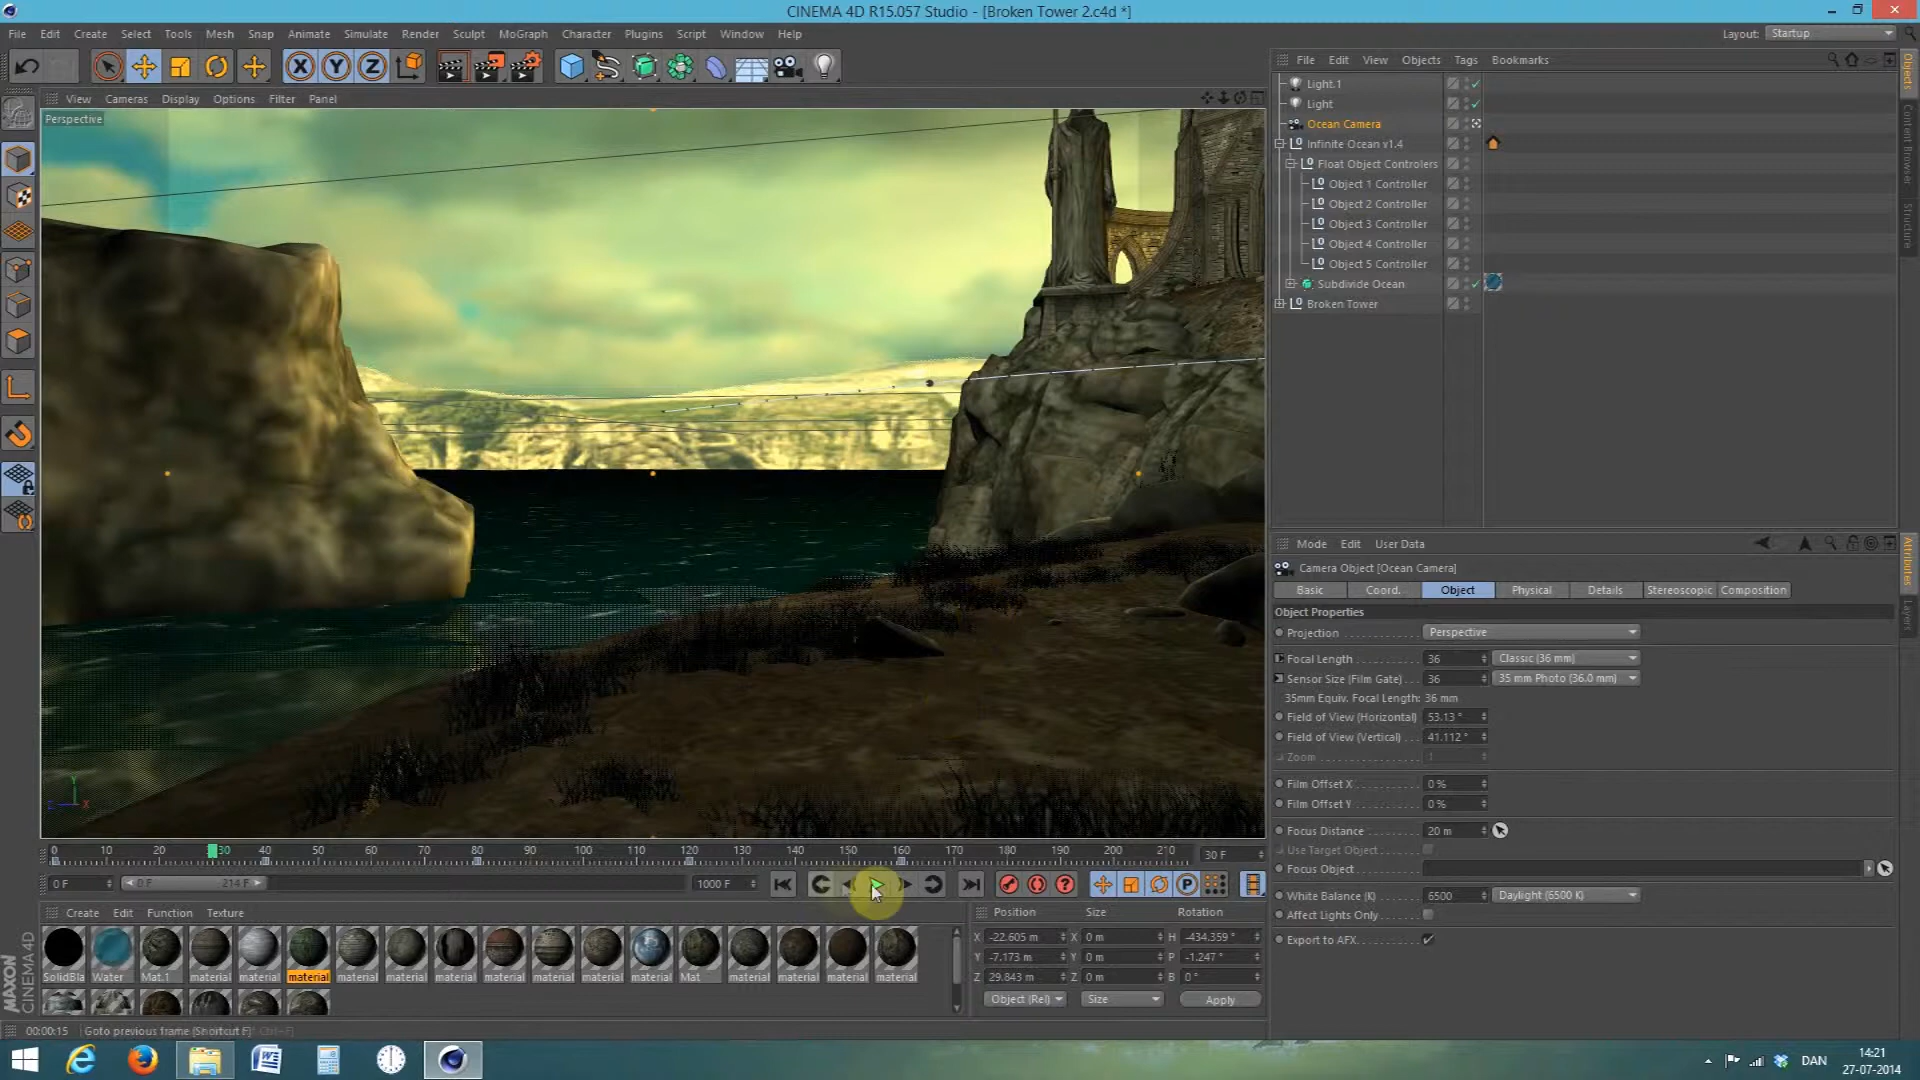 CINEMA 4D R15.057 Studio - [Broken Tower 2.c4d *]
File Edit Create Select Tools Mesh Snap Animate Simulate Render Sculpt MoGraph Character Plugins Script Window Help
Layout: Startup
View Cameras Display Options Filter Panel
Perspective
File Edit View Objects Tags Bookmarks
Light.1
Light
Ocean Camera
Infinite Ocean v1.4
Float Object Controlers
Object 1 Controller
Object 2 Controller
Object 3 Controller
Object 4 Controller
Object 5 Controller
Subdivide Ocean
Broken Tower
Objects
Content Browser
Structure
Mode Edit User Data
Camera Object [Ocean Camera]
Basic Coord. Object Physical Details Stereoscopic Composition
Object Properties
Projection Perspective
Focal Length 36 Classic (36 mm)
Sensor Size (Film Gate) 36 35 mm Photo (36.0 mm)
35mm Equiv. Focal Length: 36 mm
Field of View (Horizontal) 53.13 °
Field of View (Vertical) 41.112 °
Zoom 1
Film Offset X 0 %
Film Offset Y 0 %
Focus Distance 20 m
Use Target Object
Focus Object
White Balance (K) 6500 Daylight (6500 K)
Affect Lights Only
Export to AFX
Attributes
Layers
0 10 20 30 40 50 60 70 80 90 100 110 120 130 140 150 160 170 180 190 200 210 30 F
0 F 0 F 214 F 1000 F
Create Edit Function Texture
SolidBla Water Mat.1 material material material material material material material material material material Mat material material material material
Position Size Rotation
X -22.605 m X 0 m H -434.359 °
Y -7.173 m Y 0 m P -1.247 °
Z 29.843 m Z 0 m B 0 °
Object (Rel) Size Apply
MAXON
CINEMA 4D
00:00:15 Goto previous frame (Shortcut F)
DAN
14:21
27-07-2014